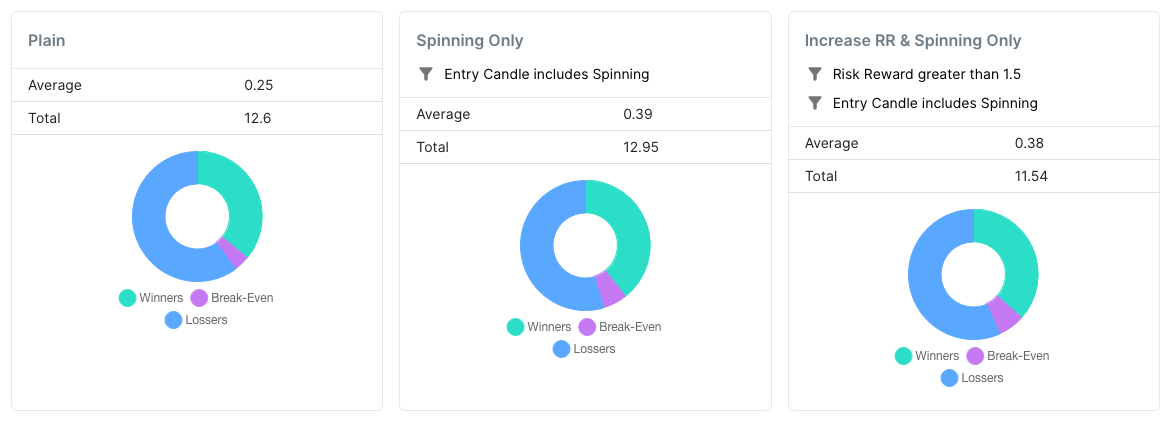 Plain
Average 0.25
Total 12.6
Winners Break-Even
Lossers
Spinning Only
Entry Candle includes Spinning
Average 0.39
Total 12.95
Winners Break-Even
Lossers
Increase RR & Spinning Only
Risk Reward greater than 1.5
Entry Candle includes Spinning
Average 0.38
Total 11.54
Winners Break-Even
Lossers